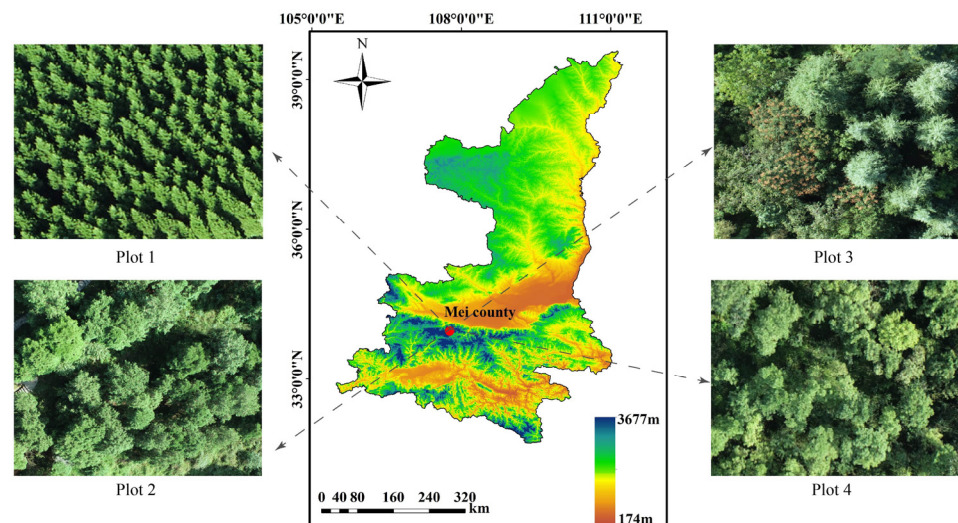 105°0'0"E 108°0'0"E 111°0'0"E
N
39°0'0"N
36°0'0"N
33°0'0"N
Plot 1
Plot 2
Plot 3
Plot 4
Mei county
3677m
174m
0 40 80 160 240 320
km